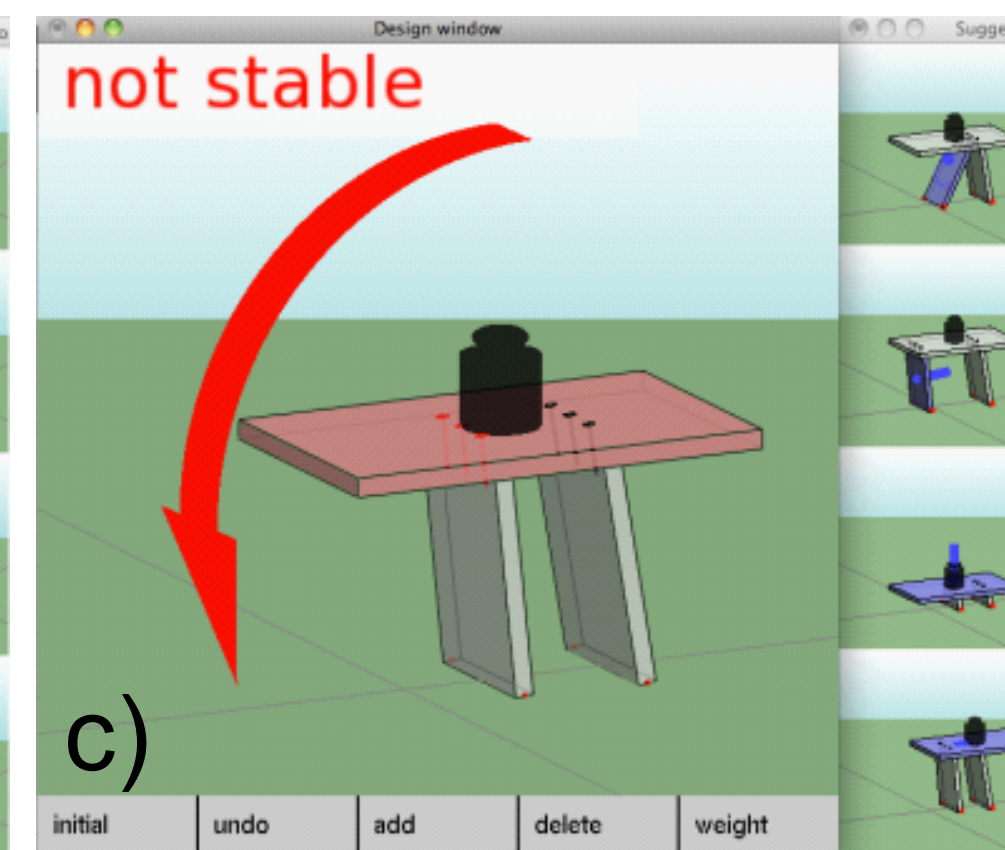 Design window
not stable
c)
initial
undo
add
delete
weight